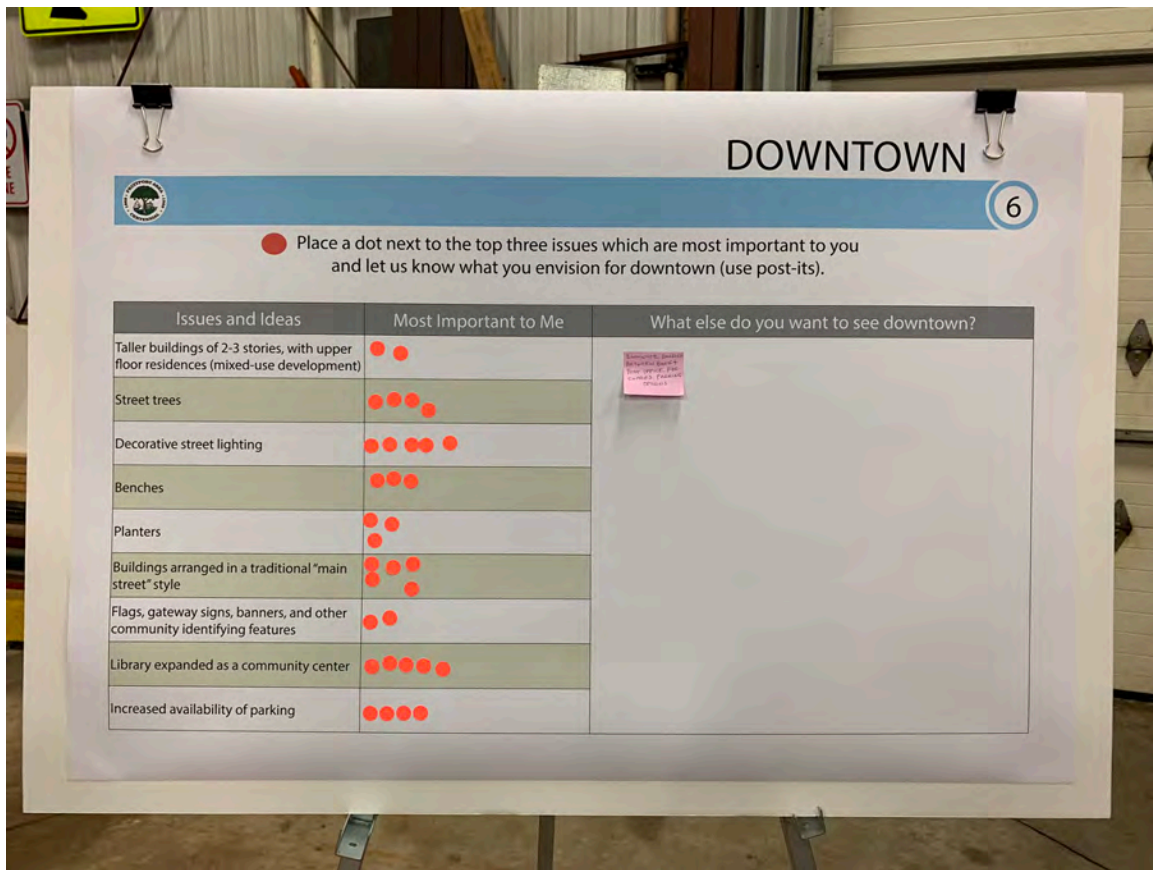 DOWNTOWN
6
Place a dot next to the top three issues which are most important to you
and let us know what you envision for downtown (use post-its).
Issues and Ideas
Most Important to Me
What else do you want to see downtown?
Taller buildings of 2-3 stories, with upper
floor residences (mixed-use development)
Street trees
Decorative street lighting
Benches
Planters
Buildings arranged in a traditional “main
street” style
Flags, gateway signs, banners, and other
community identifying features
Library expanded as a community center
Increased availability of parking